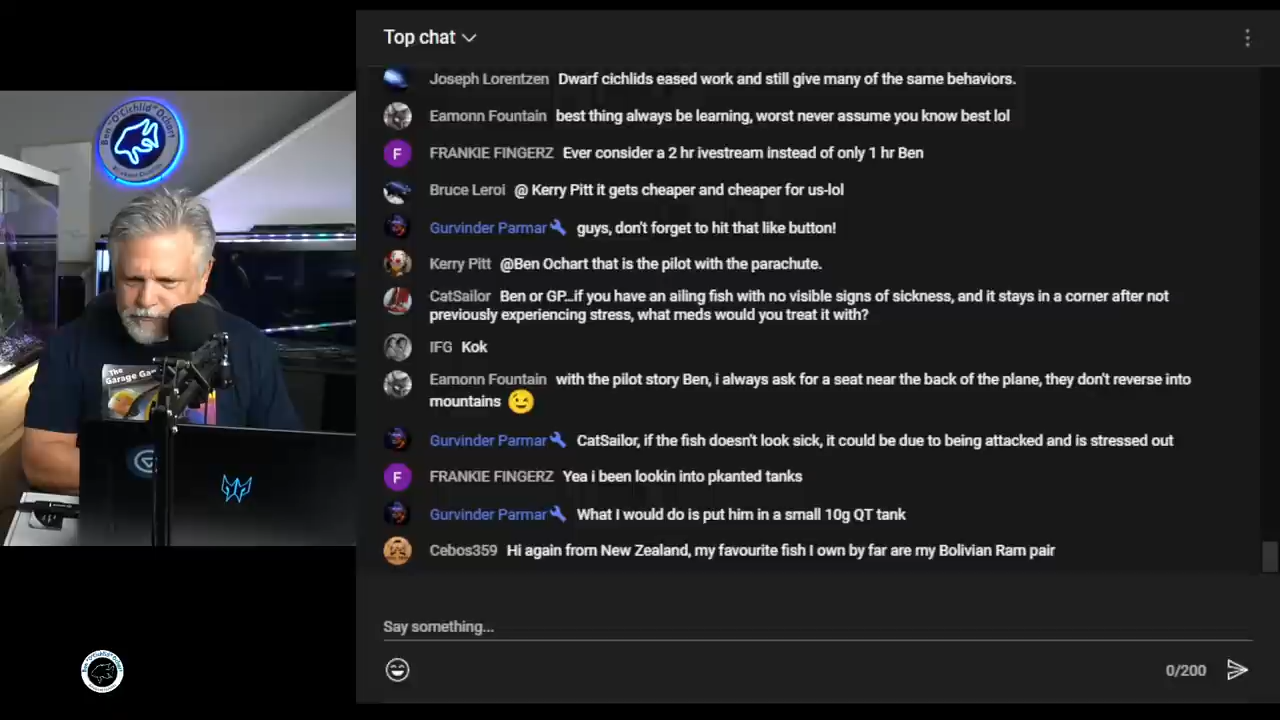 Top chat
Joseph Lorentzen Dwarf cichlids eased work and still give many of the same behaviors.
Eamonn Fountain best thing always be learning, worst never assume you know best lol
F FRANKIE FINGERZ Ever consider a 2 hr ivestream instead of only 1 hr Ben
Bruce Leroi @ Kerry Pitt it gets cheaper and cheaper for us-lol
Gurvinder Parmar guys, don't forget to hit that like button!
Kerry Pitt @Ben Ochart that is the pilot with the parachute.
CatSailor Ben or GP...if you have an ailing fish with no visible signs of sickness, and it stays in a corner after not
previously experiencing stress, what meds would you treat it with?
IFG Kok
Eamonn Fountain with the pilot story Ben, i always ask for a seat near the back of the plane, they don't reverse into
mountains
Gurvinder Parmar CatSailor, if the fish doesn't look sick, it could be due to being attacked and is stressed out
F FRANKIE FINGERZ Yea i been lookin into pkanted tanks
Gurvinder Parmar What I would do is put him in a small 10g QT tank
Cebos359 Hi again from New Zealand, my favourite fish I own by far are my Bolivian Ram pair
Say something...
0/200
Ben "O'Cichlid" Ochart
The
Garage